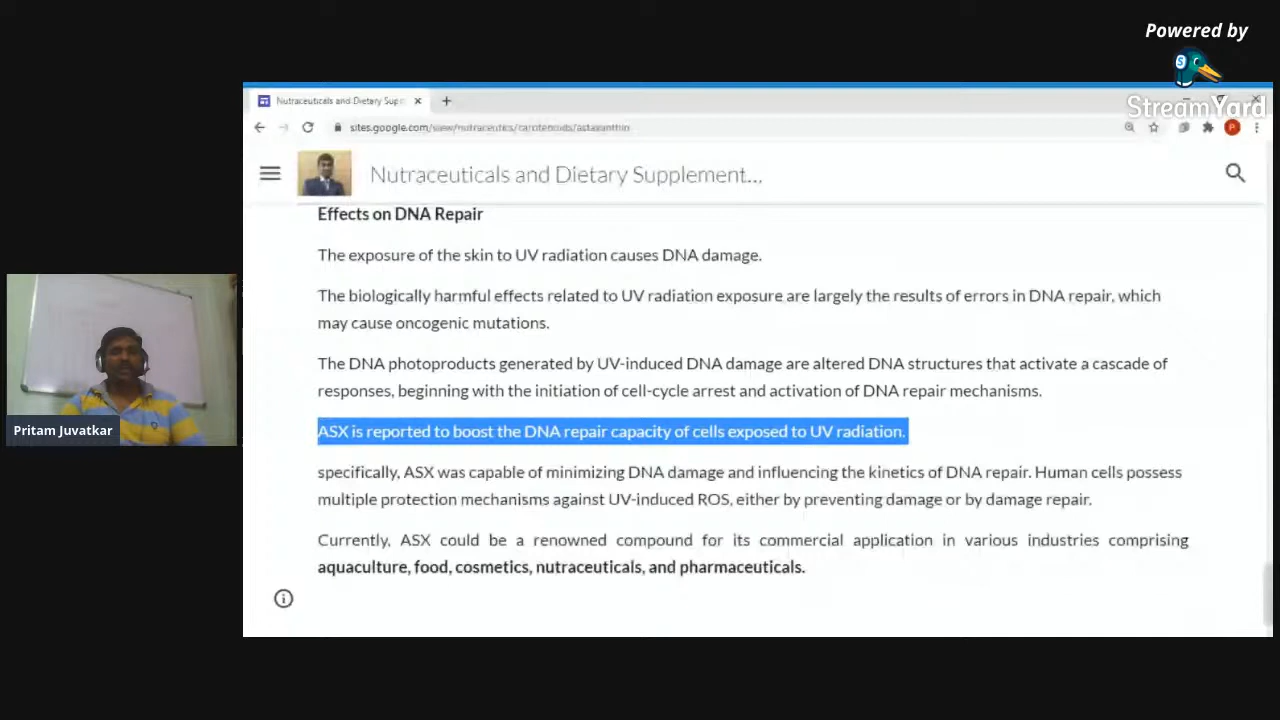 Powered by
StreamYard
Nutraceuticals and Dietary Sup
sites.google.com/view/nutraceutics/carotenoids/astaxanthin
P
Nutraceuticals and Dietary Supplement...
Effects on DNA Repair
The exposure of the skin to UV radiation causes DNA damage.
The biologically harmful effects related to UV radiation exposure are largely the results of errors in DNA repair, which
may cause oncogenic mutations.
The DNA photoproducts generated by UV-induced DNA damage are altered DNA structures that activate a cascade of
responses, beginning with the initiation of cell-cycle arrest and activation of DNA repair mechanisms.
ASX is reported to boost the DNA repair capacity of cells exposed to UV radiation.
specifically, ASX was capable of minimizing DNA damage and influencing the kinetics of DNA repair. Human cells possess
multiple protection mechanisms against UV-induced ROS, either by preventing damage or by damage repair.
Currently, ASX could be a renowned compound for its commercial application in various industries comprising
aquaculture, food, cosmetics, nutraceuticals, and pharmaceuticals.
Pritam Juvatkar